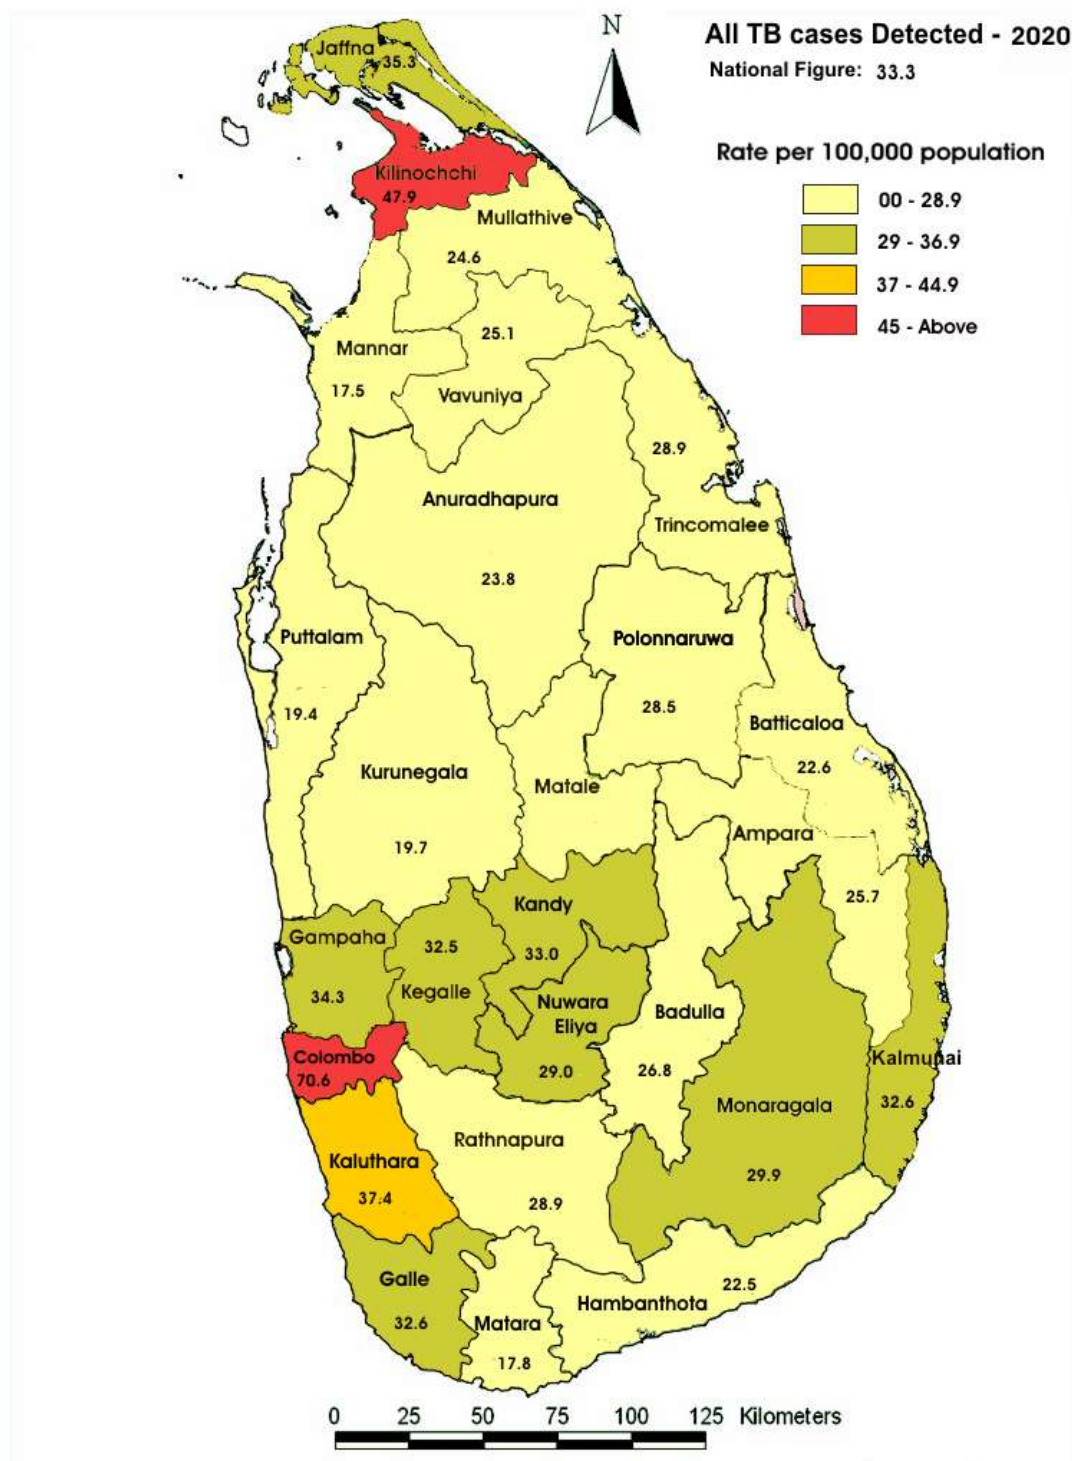 All TB cases Detected - 2020
National Figure: 33.3
N
Rate per 100,000 population
00 - 28.9
29 - 36.9
37 - 44.9
45 - Above
Jaffna
35.3
Kilinochchi
47.9
Mullathive
24.6
25.1
Mannar
17.5
Vavuniya
28.9
Anuradhapura
Trincomalee
23.8
Puttalam
Polonnaruwa
19.4
28.5
Batticaloa
22.6
Kurunegala
Matale
Ampara
19.7
25.7
Kandy
Gampaha
32.5
33.0
34.3
Kegalle
Nuwara
Eliya
Badulla
29.0
26.8
Colombo
70.6
Kalmunai
32.6
Monaragala
Rathnapura
Kaluthara
37.4
29.9
28.9
Galle
32.6
22.5
Hambanthota
Matara
17.8
0 25 50 75 100 125 Kilometers